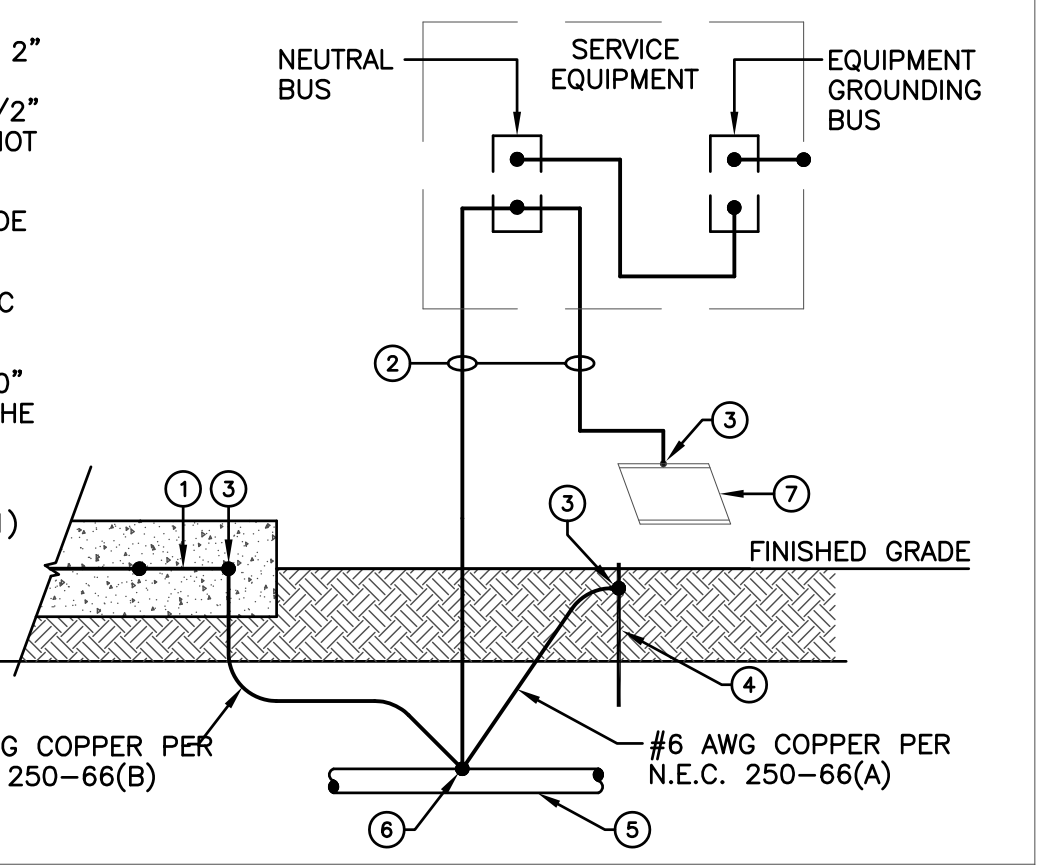 2"
/2"
NOT
DE
C
0"
HE
1)
NEUTRAL
BUS
SERVICE
EQUIPMENT
EQUIPMENT
GROUNDING
BUS
2
3
7
1
3
3
FINISHED GRADE
4
G COPPER PER
250-66(B)
#6 AWG COPPER PER
N.E.C. 250-66(A)
6
5